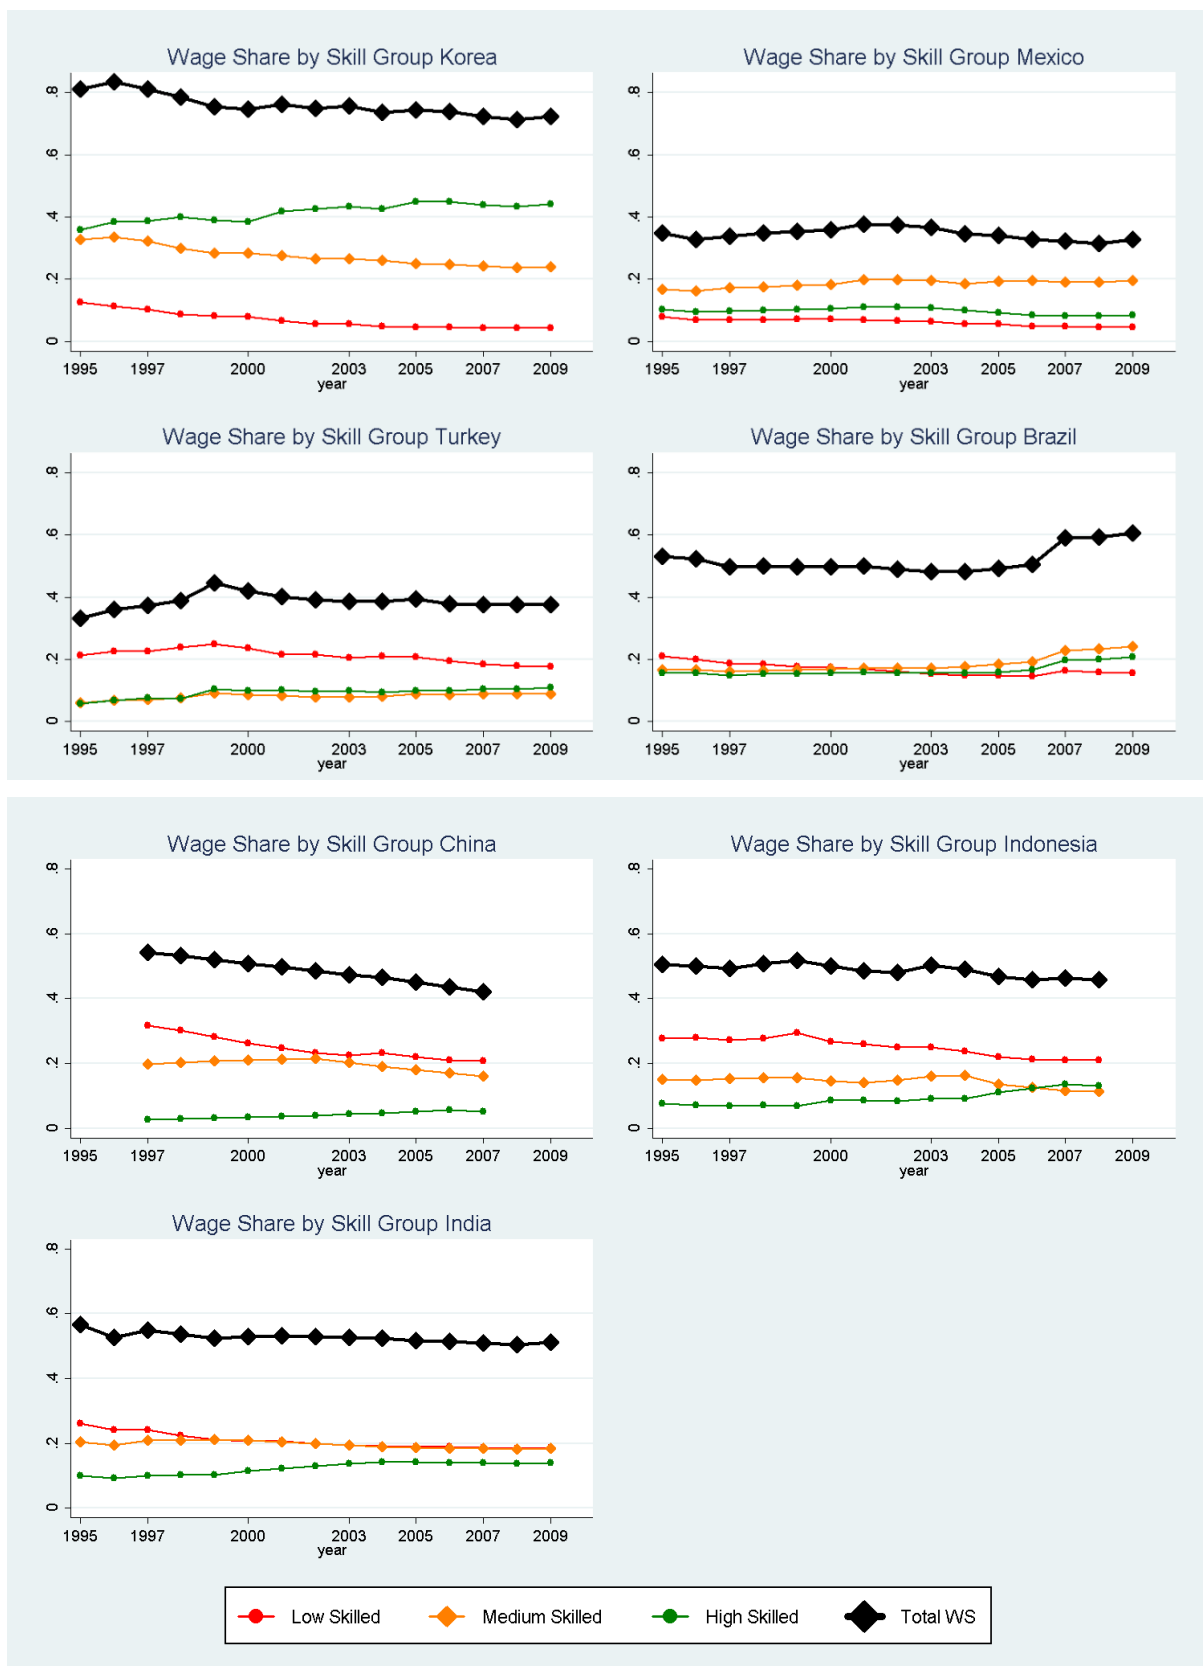 Wage Share by Skill Group Korea
.8
.6
.4
.2
0
1995 1997 2000 2003 2005 2007 2009
year
Wage Share by Skill Group Mexico
.8
.6
.4
.2
0
1995 1997 2000 2003 2005 2007 2009
year
Wage Share by Skill Group Turkey
.8
.6
.4
.2
0
1995 1997 2000 2003 2005 2007 2009
year
Wage Share by Skill Group Brazil
.8
.6
.4
.2
0
1995 1997 2000 2003 2005 2007 2009
year
Wage Share by Skill Group China
.8
.6
.4
.2
0
1995 1997 2000 2003 2005 2007 2009
year
Wage Share by Skill Group Indonesia
.8
.6
.4
.2
0
1995 1997 2000 2003 2005 2007 2009
year
Wage Share by Skill Group India
.8
.6
.4
.2
0
1995 1997 2000 2003 2005 2007 2009
year
Low Skilled Medium Skilled High Skilled Total WS